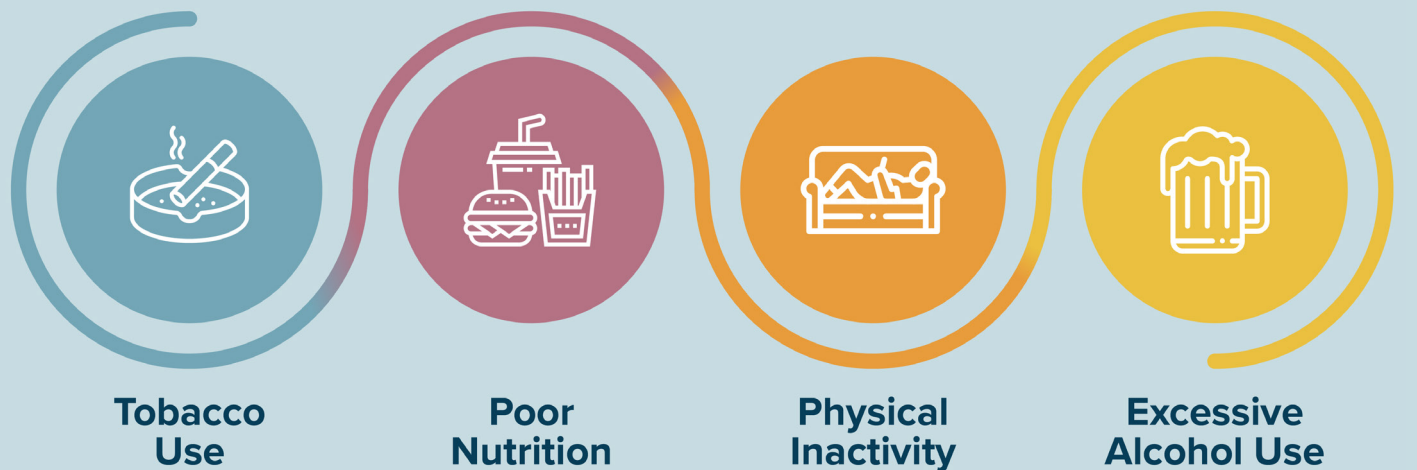 Tobacco
Use
Poor
Nutrition
Physical
Inactivity
Excessive
Alcohol Use